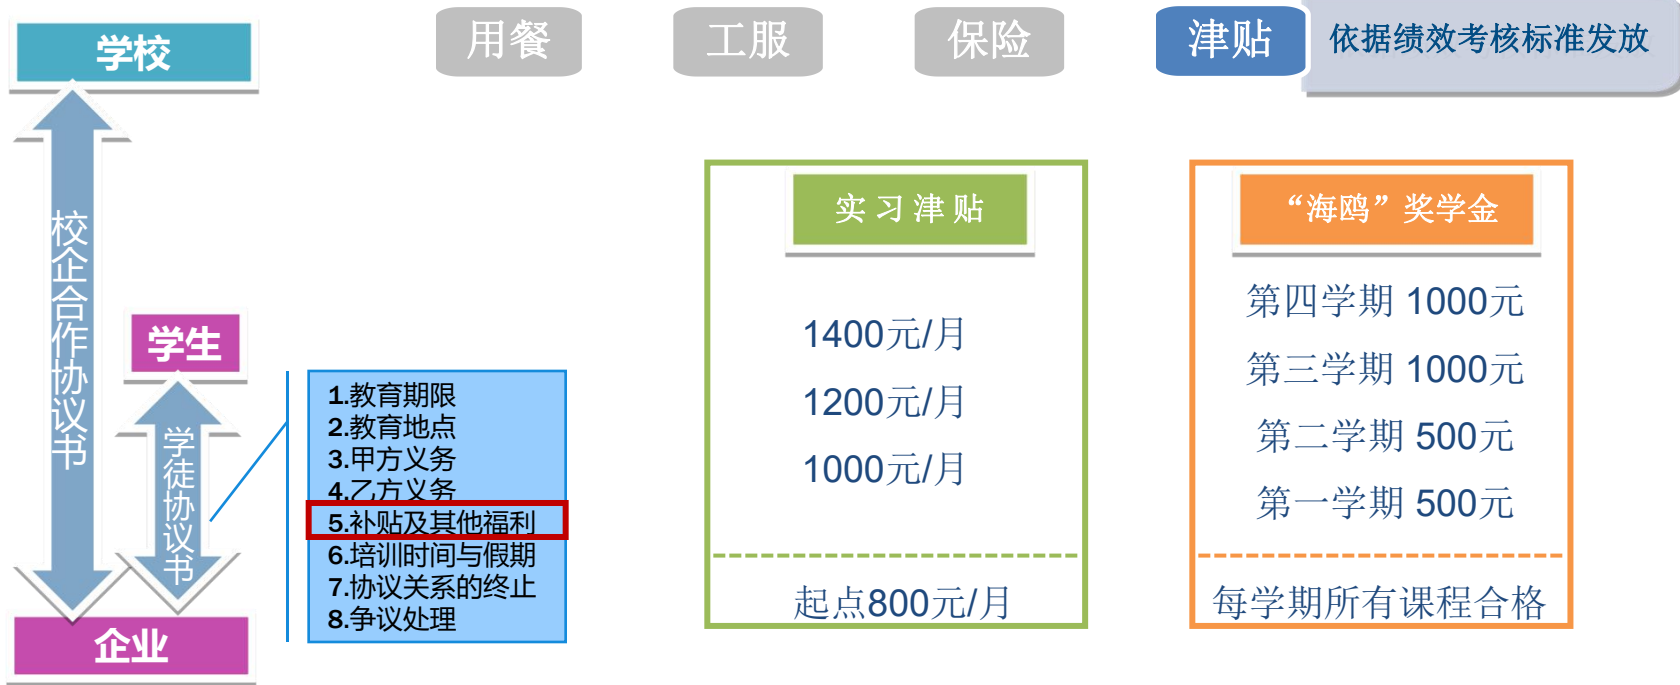 学校
用餐
工服
保险
津贴
依据绩效考核标准发放
校企合作协议书
学生
学徒协议书
企业
1.教育期限
2.教育地点
3.甲方义务
4.乙方义务
5.补贴及其他福利
6.培训时间与假期
7.协议关系的终止
8.争议处理
实习津贴
1400元/月
1200元/月
1000元/月
起点800元/月
“海鸥”奖学金
第四学期 1000元
第三学期 1000元
第二学期 500元
第一学期 500元
每学期所有课程合格